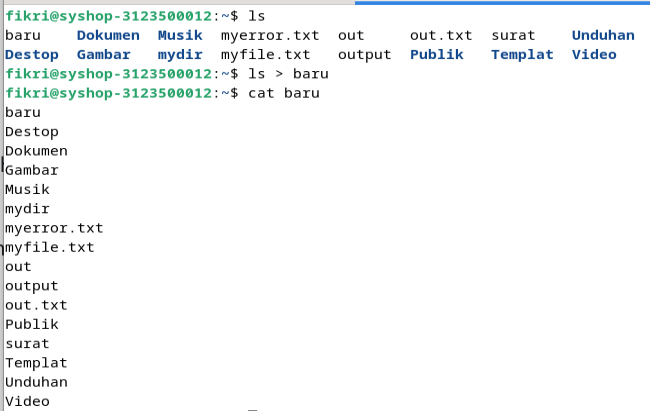 fikri@syshop-3123500012:~$ ls
baru    Dokumen  Musik  myerror.txt  out     out.txt  surat    Unduhan
Destop  Gambar   mydir  myfile.txt   output  Publik   Templat  Video
fikri@syshop-3123500012:~$ ls > baru
fikri@syshop-3123500012:~$ cat baru
baru
Destop
Dokumen
Gambar
Musik
mydir
myerror.txt
myfile.txt
out
output
out.txt
Publik
surat
Templat
Unduhan
Video